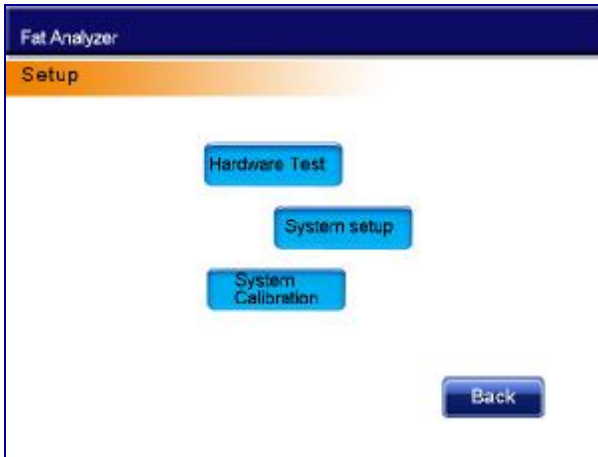 Fat Analyzer
Setup
Hardware Test
System setup
System
Calibration
Back